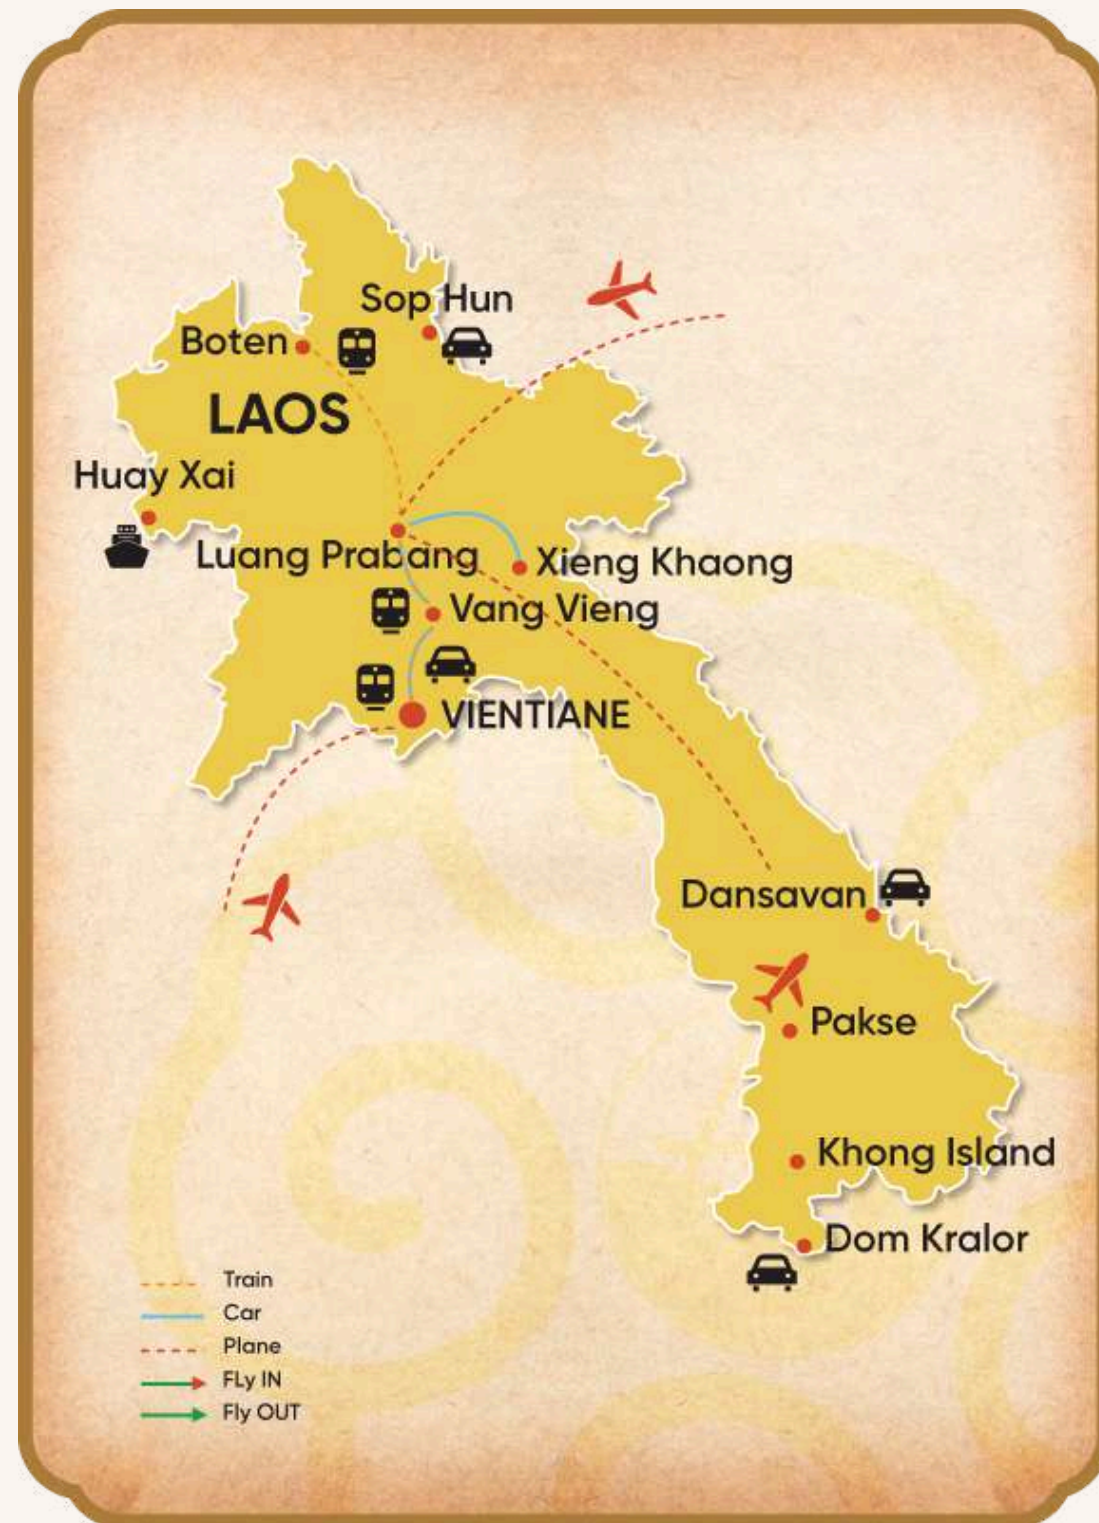 Sop Hun
Boten
LAOS
Huay Xai
Luang Prabang
Xieng Khaong
Vang Vieng
VIENTIANE
Dansavan
Pakse
Khong Island
Dom Kralor
Train
Car
Plane
FLy IN
Fly OUT